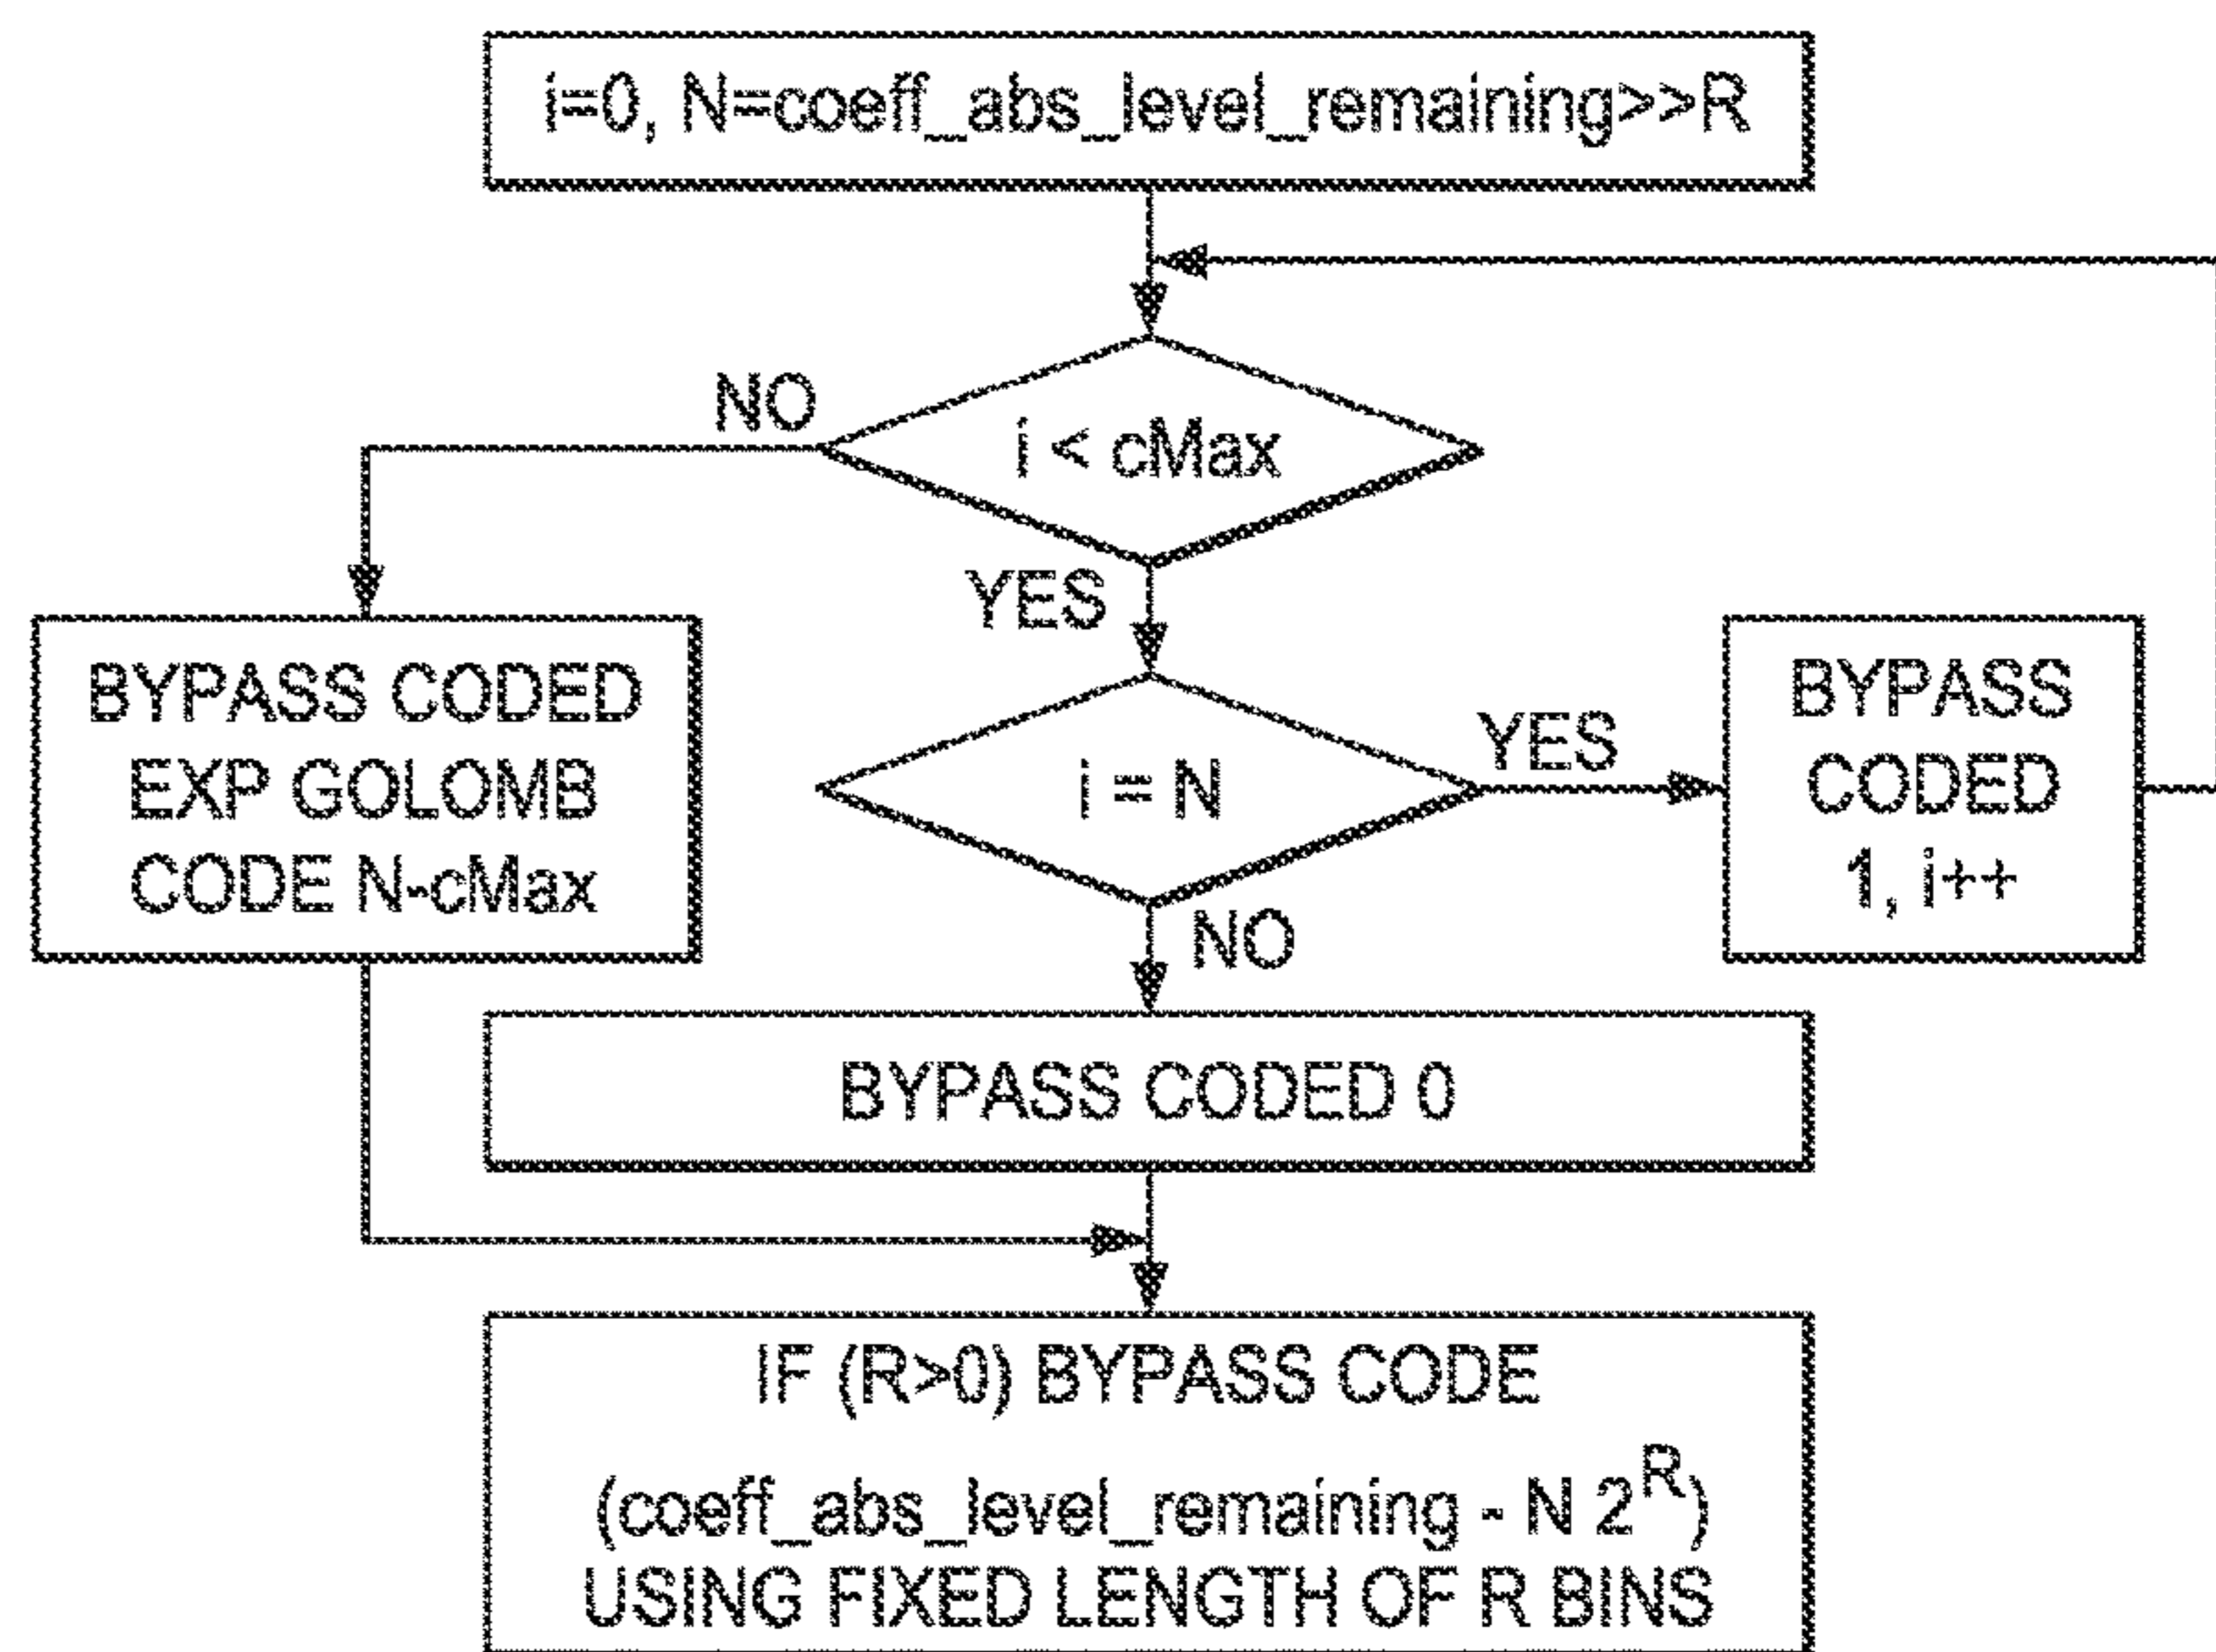 i=0, N=coeff_abs_level_remaining>>R
NO
i < cMax
YES
BYPASS CODED
EXP GOLOMB
CODE N-cMax
i = N
YES
BYPASS
CODED
1, i++
NO
BYPASS CODED 0
IF (R>0) BYPASS CODE
(coeff_abs_level_remaining - N 2^R)
USING FIXED LENGTH OF R BINS